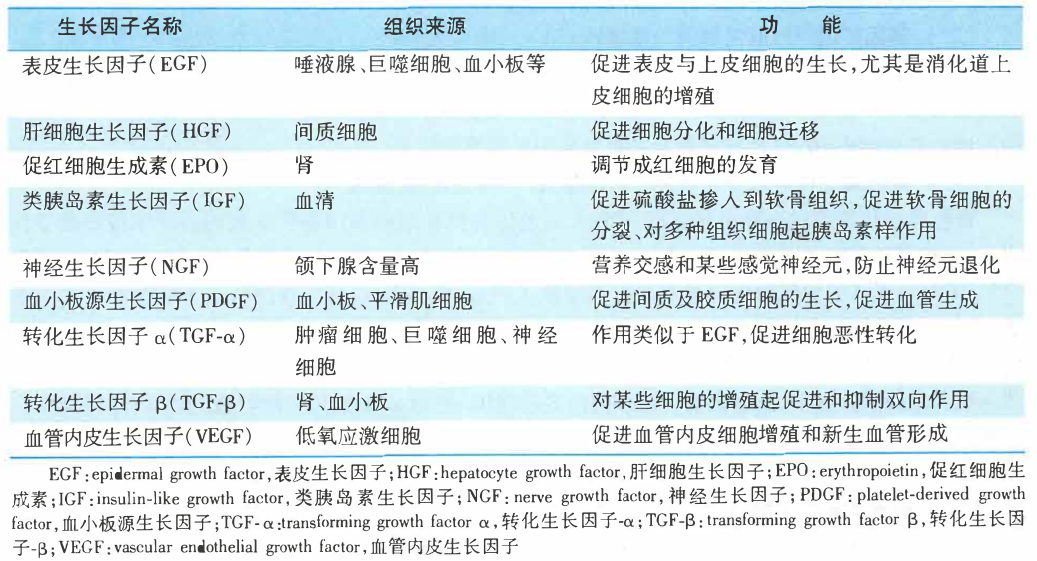 生长因子名称 组织来源 功 能
表皮生长因子(EGF) 唾液腺、巨噬细胞、血小板等 促进表皮与上皮细胞的生长,尤其是消化道上
皮细胞的增殖
肝细胞生长因子(HGF) 间质细胞 促进细胞分化和细胞迁移
促红细胞生成素(EPO) 肾 调节成红细胞的发育
类胰岛素生长因子(IGF) 血清 促进硫酸盐掺人到软骨组织,促进软骨细胞的
分裂、对多种组织细胞起胰岛素样作用
神经生长因子(NGF) 颌下腺含量高 营养交感和某些感觉神经元,防止神经元退化
血小板源生长因子(PDGF) 血小板、平滑肌细胞 促进间质及胶质细胞的生长,促进血管生成
转化生长因子α(TGF-α) 肿瘤细胞、巨噬细胞、神经 作用类似于EGF,促进细胞恶性转化
细胞
转化生长因子β(TGF-β) 肾、血小板 对某些细胞的增殖起促进和抑制双向作用
血管内皮生长因子(VEGF) 低氧应激细胞 促进血管内皮细胞增殖和新生血管形成
EGF:epidermal growth factor,表皮生长因子;HGF:hepatocyte growth factor,肝细胞生长因子;EPO:erythropoietin,促红细胞生
成素;IGF:insulin-like growth factor,类胰岛素生长因子;NGF:nerve growth factor,神经生长因子;PDGF:platelet-derived growth
factor,血小板源生长因子;TGF-α:transforming growth factor α,转化生长因子-α;TGF-β:transforming growth factor β,转化生长因
子-β;VEGF:vascular endothelial growth factor,血管内皮生长因子